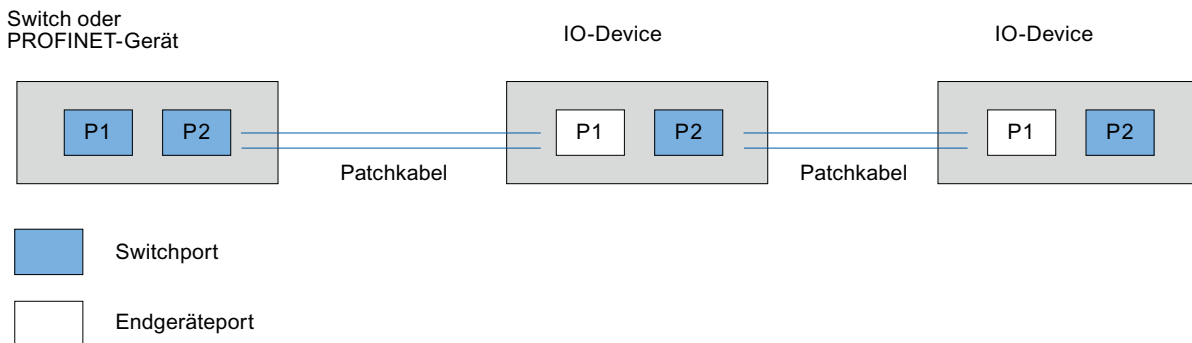 Switch oder
PROFINET-Gerät
IO-Device
IO-Device
P1
P2
P1
P2
P1
P2
Patchkabel
Patchkabel
Switchport
Endgeräteport